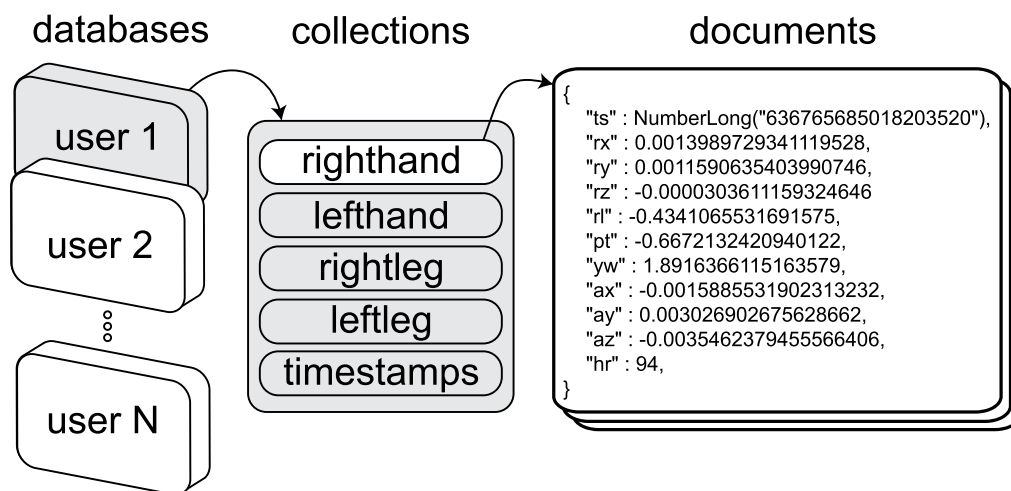 databases
collections
documents
user 1
user 2
user N
righthand
lefthand
rightleg
leftleg
timestamps
{
"ts" : NumberLong("636765685018203520"),
"rx" : 0.0013989729341119528,
"ry" : 0.0011590635403990746,
"rz" : -0.0000303611159324646
"rl" : -0.4341065531691575,
"pt" : -0.6672132420940122,
"yw" : 1.8916366115163579,
"ax" : -0.0015885531902313232,
"ay" : 0.003026902675628662,
"az" : -0.0035462379455566406,
"hr" : 94,
}